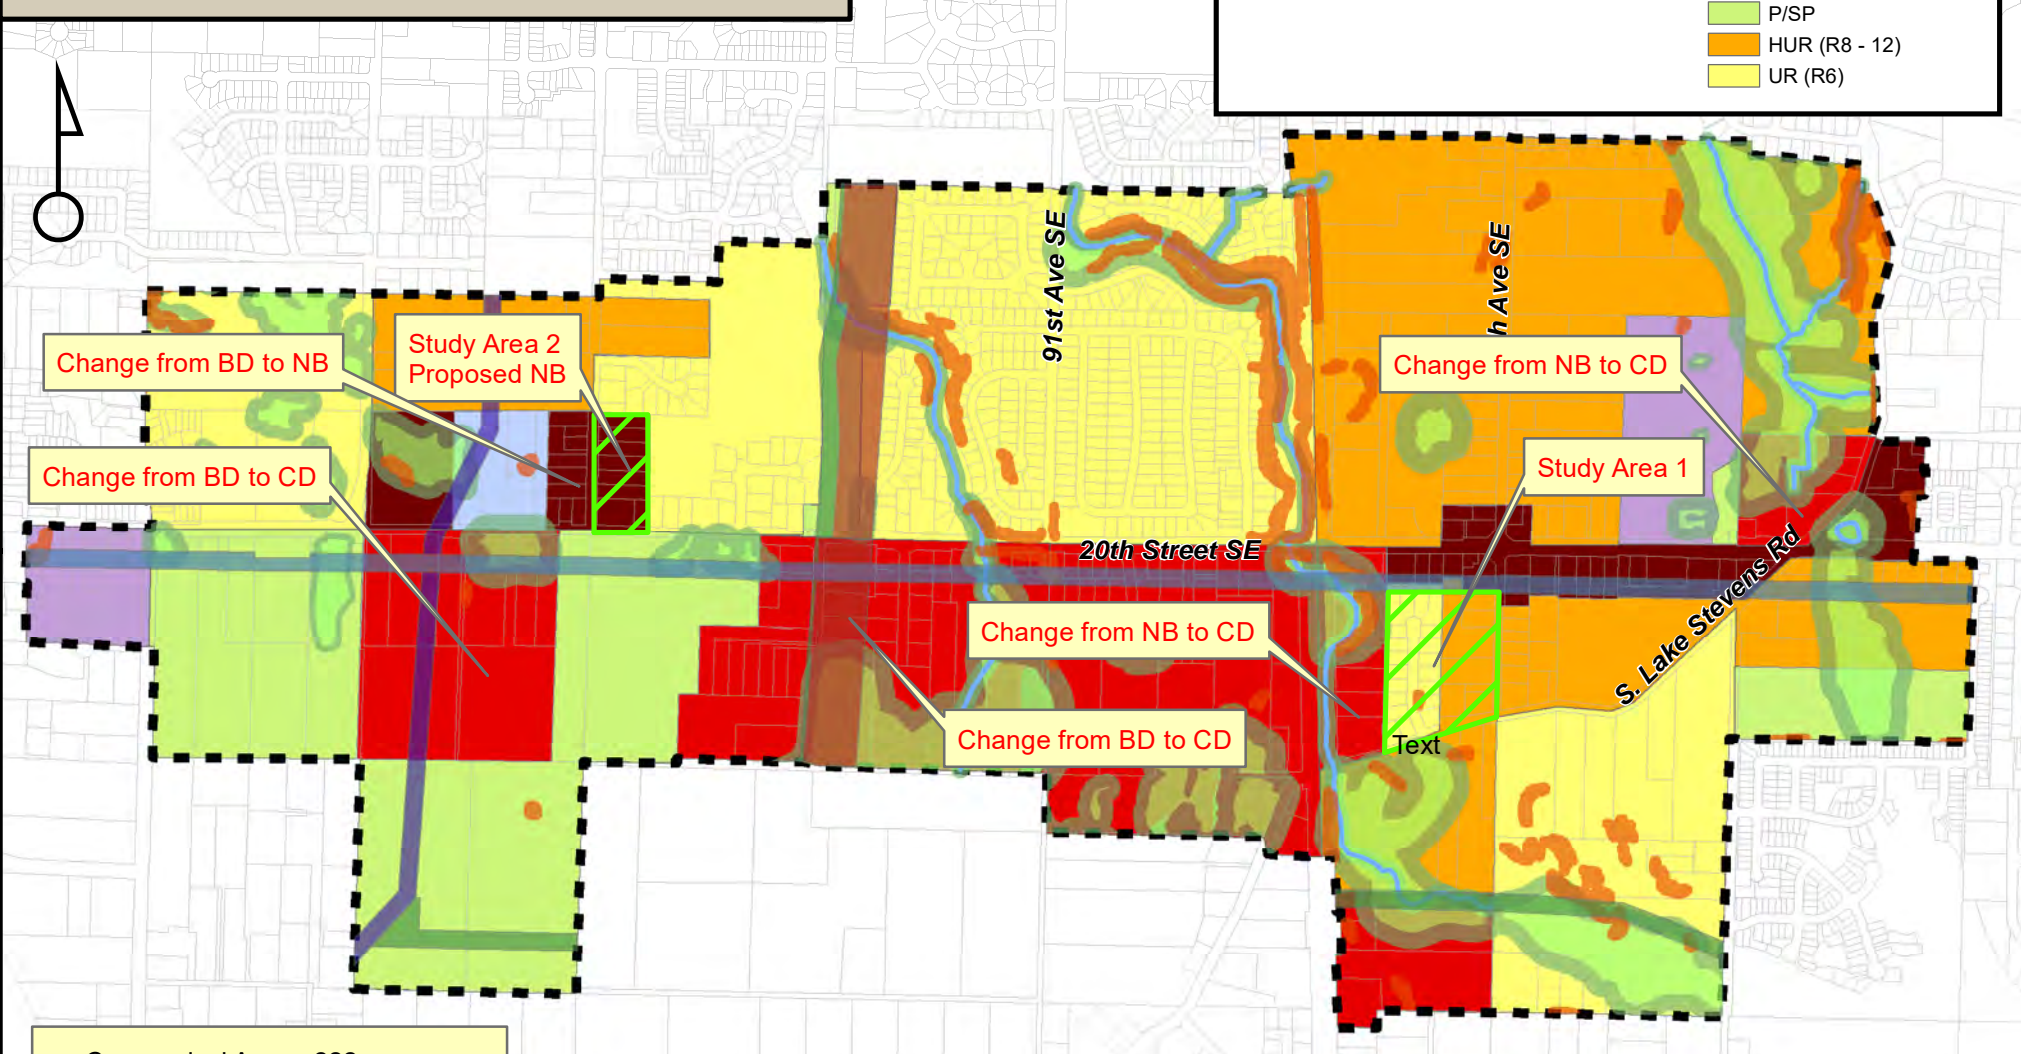 P/SP
HUR (R8 - 12)
UR (R6)
91st Ave SE
h Ave SE
Change from BD to NB
Study Area 2
Proposed NB
Change from NB to CD
Change from BD to CD
Study Area 1
20th Street SE
Change from NB to CD
S. Lake Stevens Rd
Change from BD to CD
Text